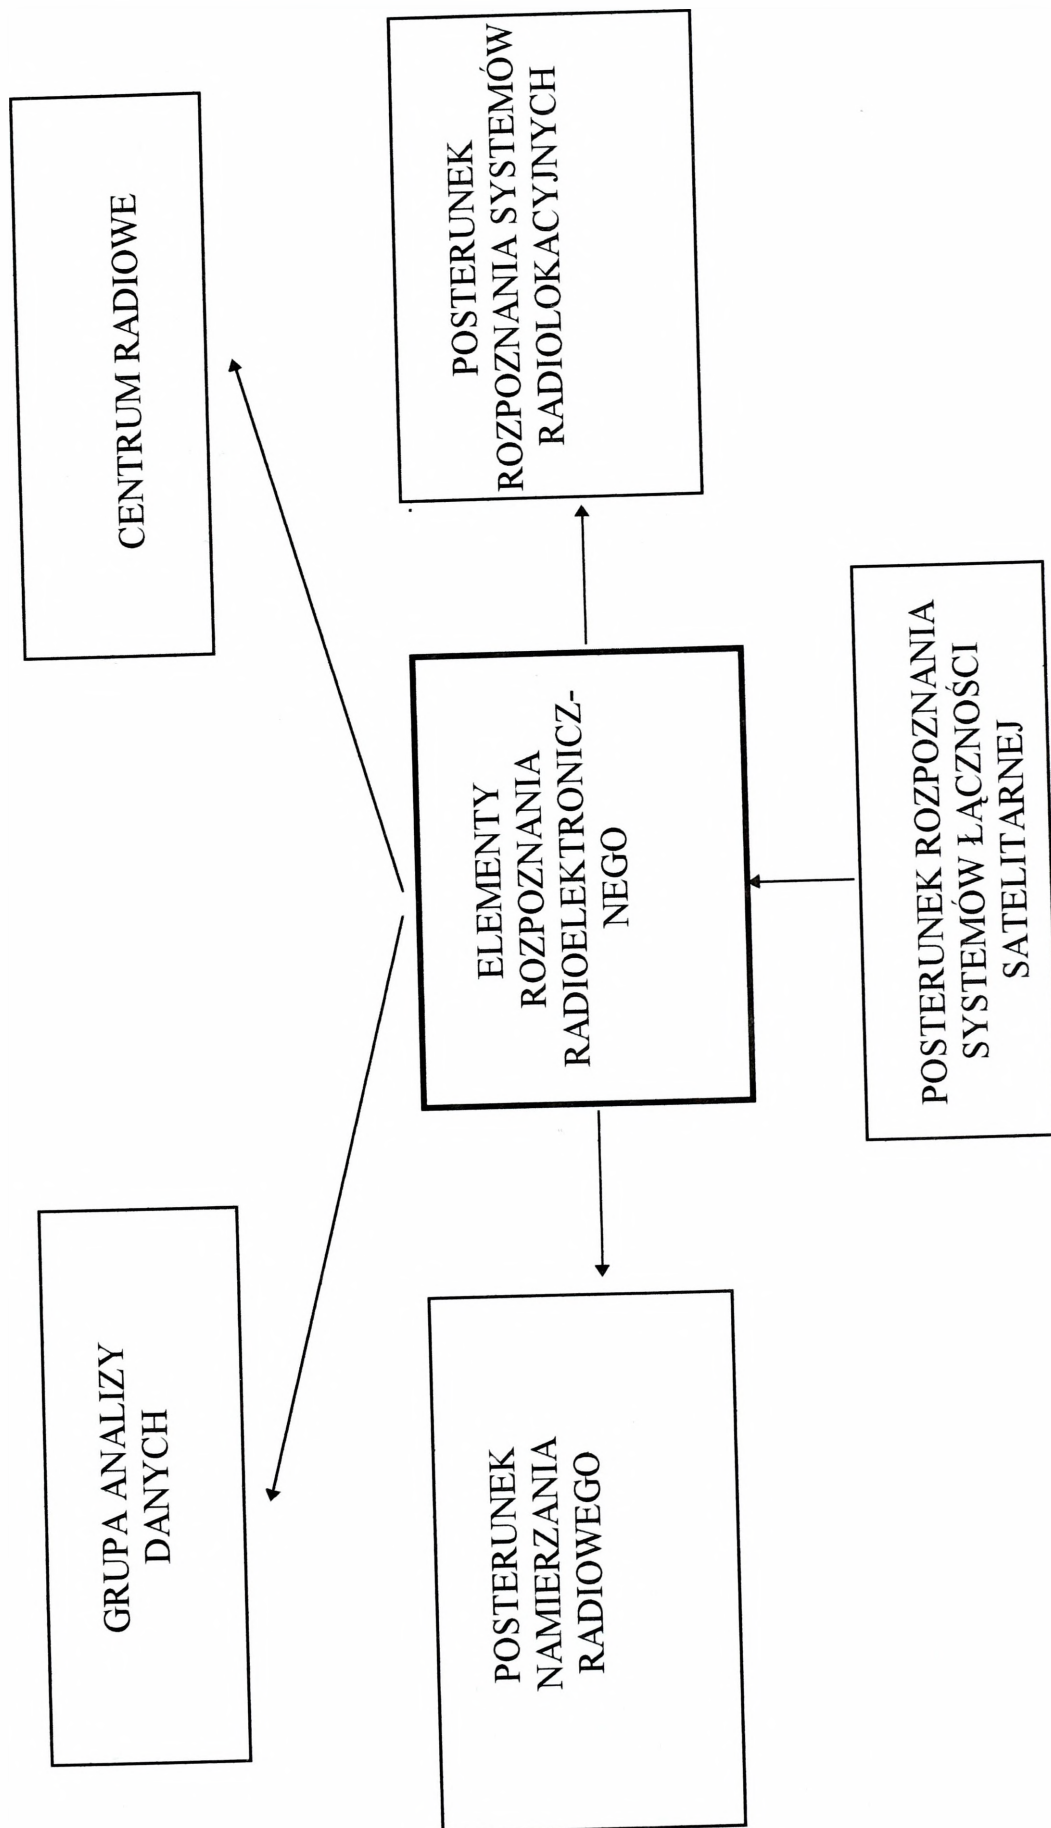 GRUPA ANALIZY
DANYCH
CENTRUM RADIOWE
POSTERUNEK
NAMIERZANIA
RADIOWEGO
ELEMENTY
ROZPOZNANIA
RADIOELEKTRONICZ-
NEGO
POSTERUNEK
ROZPOZNANIA SYSTEMÓW
RADIOLOKACYJNYCH
POSTERUNEK ROZPOZNANIA
SYSTEMÓW ŁĄCZNOŚCI
SATELITARNEJ